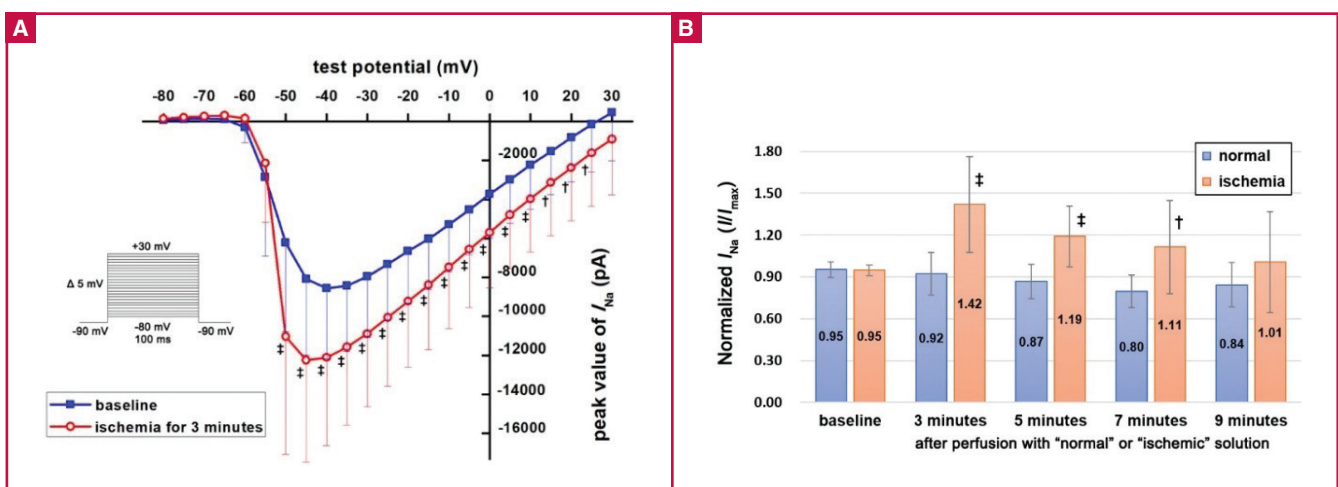 A
test potential (mV)
-80 -70 -60 -50 -40 -30 -20 -10 0 10 20 30
-2000
-8000
-10000
-12000
-14000
-16000
peak value of INa (pA)
‡ ‡ ‡ ‡ ‡ ‡ ‡ ‡ ‡ ‡ ‡ ‡ ‡ † † †
+30 mV
Δ 5 mV
-90 mV
-80 mV
-90 mV
100 ms
baseline
ischemia for 3 minutes
B
Normalized INa (I/Imax)
1.80
1.50
1.20
0.90
0.60
0.30
0.00
normal
ischemia
‡
‡
†
0.95 0.95 0.92 1.42 0.87 1.19 0.80 1.11 0.84 1.01
baseline 3 minutes 5 minutes 7 minutes 9 minutes
after perfusion with “normal” or “ischemic” solution